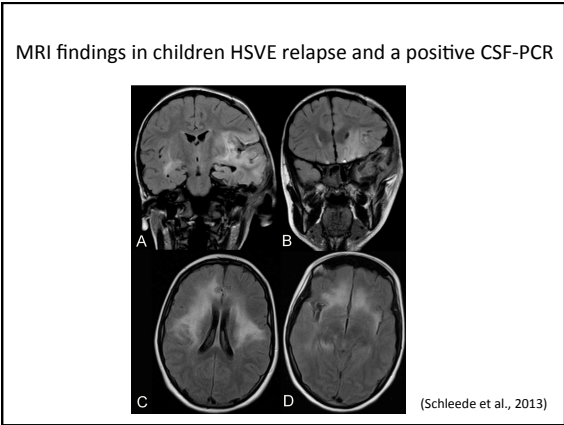 MRI findings in children HSVE relapse and a positive CSF-PCR
A
B
C
D
(Schleede et al., 2013)